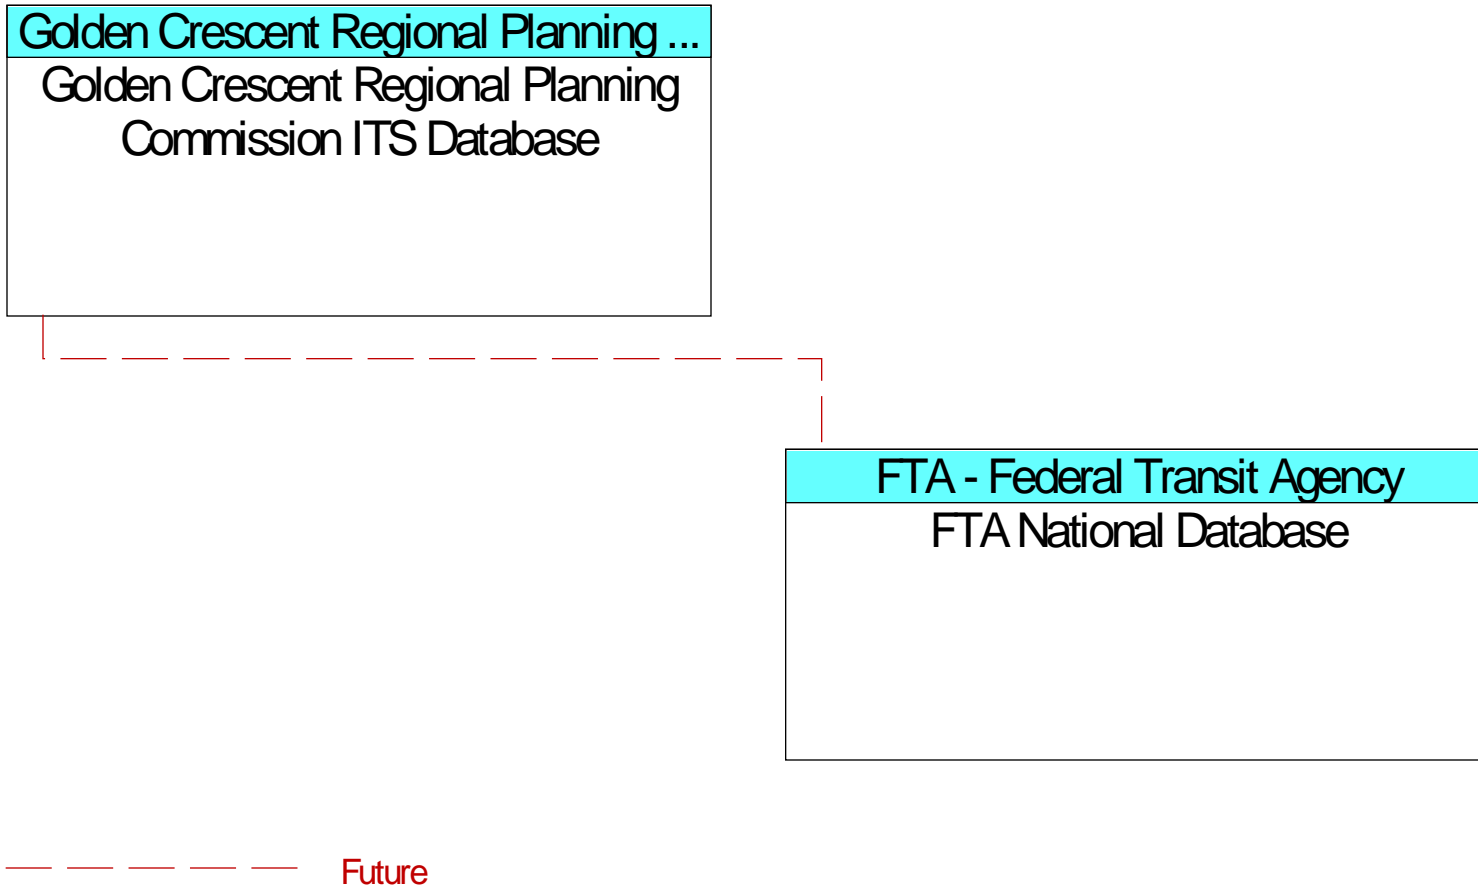 Golden Crescent Regional Planning ...
Golden Crescent Regional Planning
Commission ITS Database
FTA - Federal Transit Agency
FTA National Database
Future